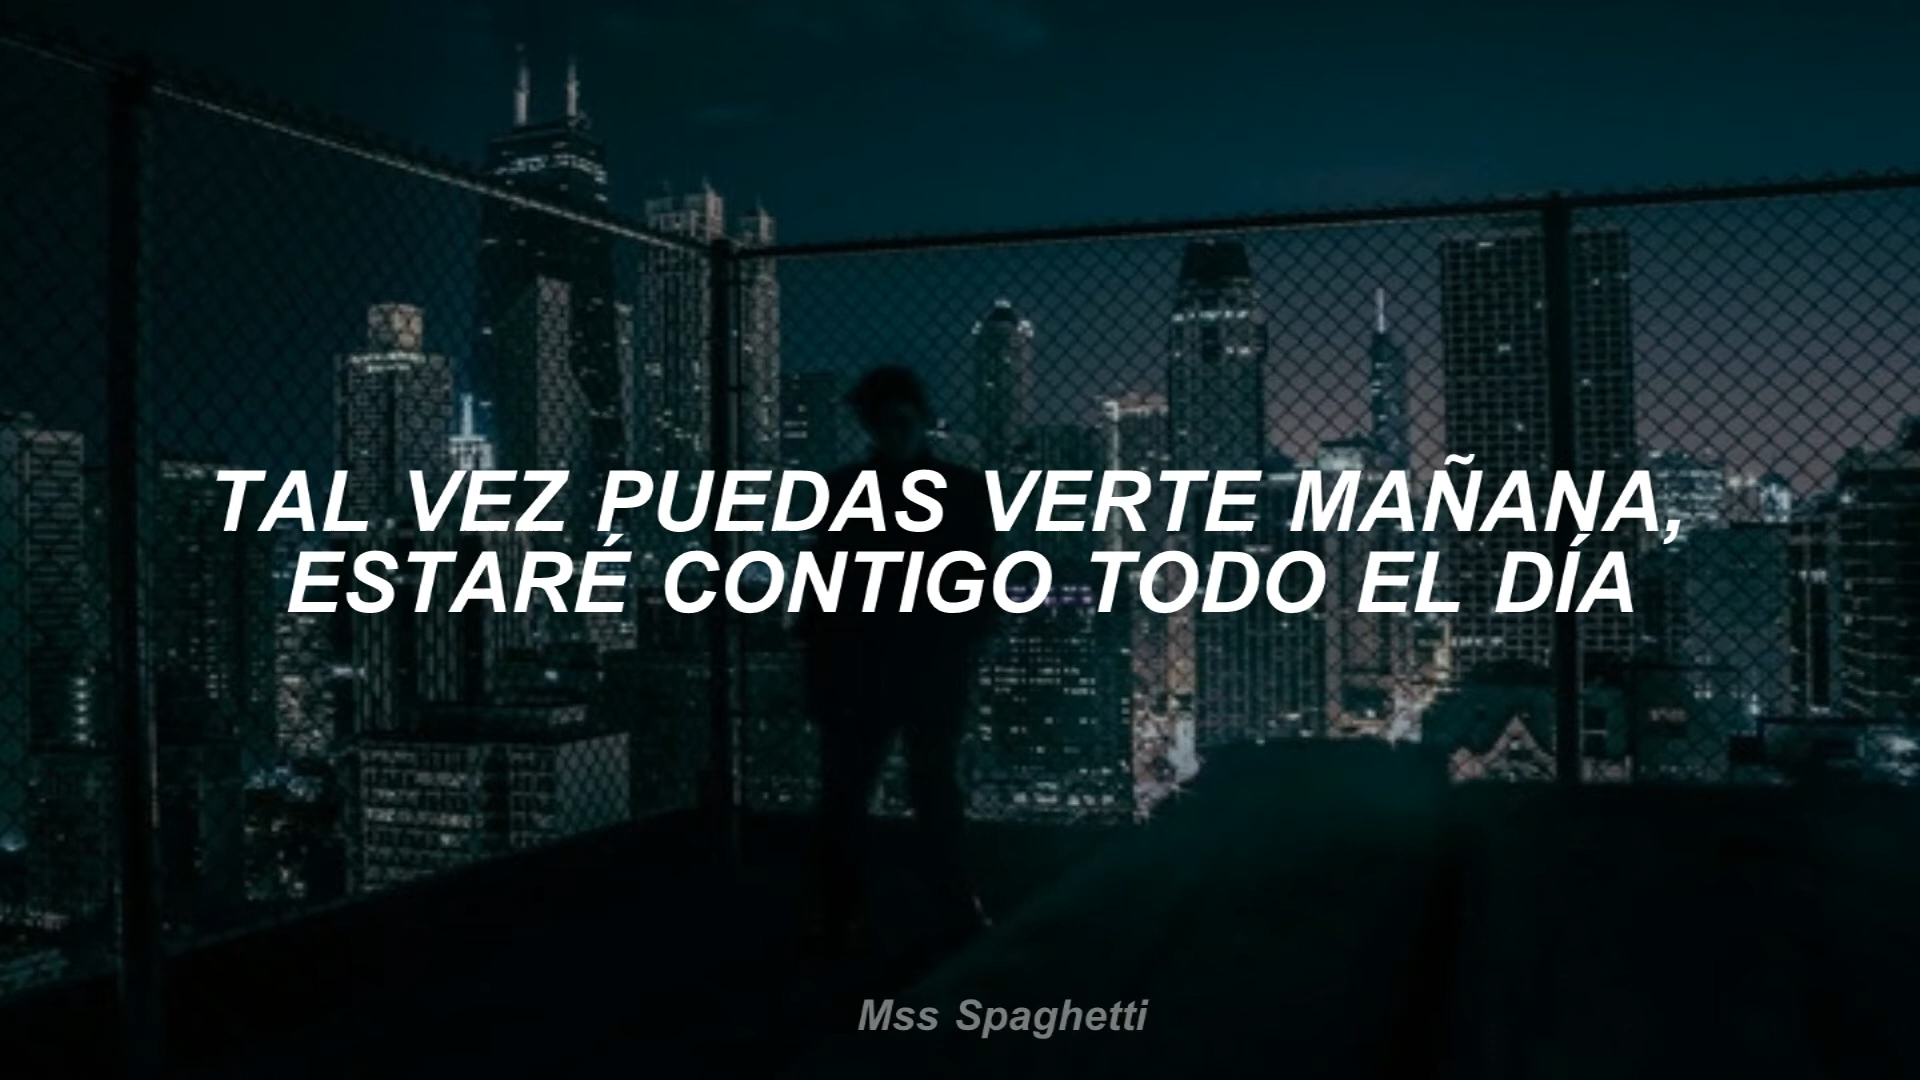 TAL VEZ PUEDAS VERTE MAÑANA,
ESTARÉ CONTIGO TODO EL DÍA
Mss Spaghetti